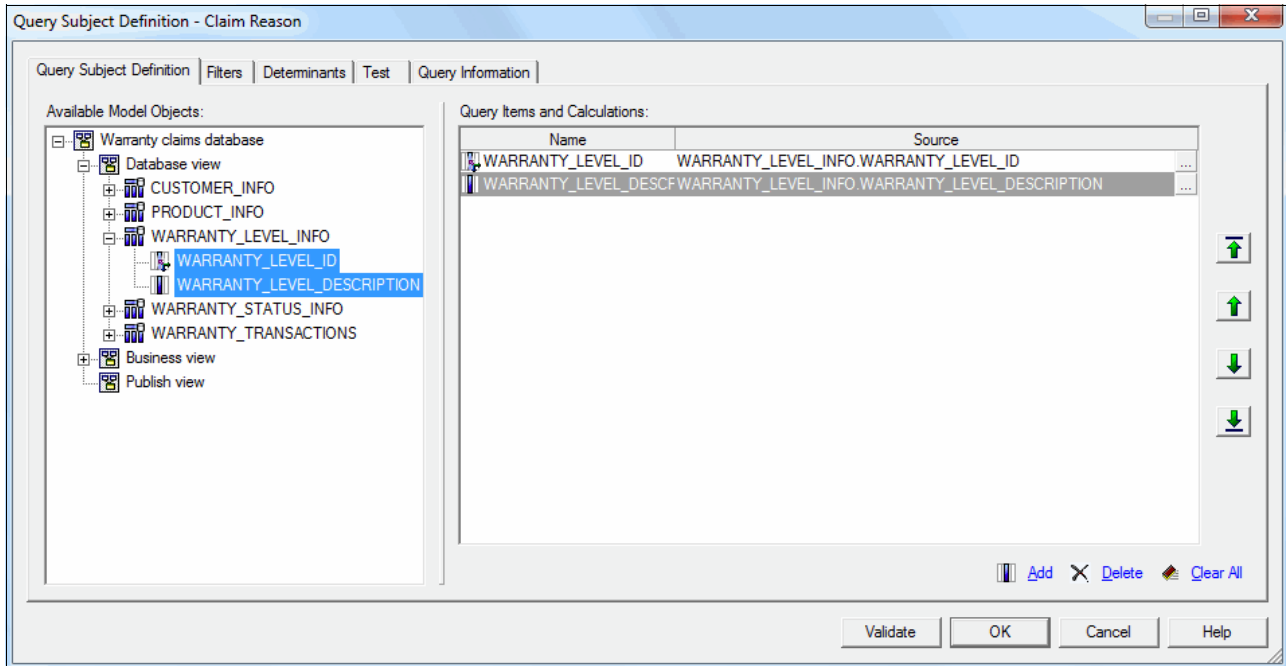 Query Subject Definition - Claim Reason
Query Subject Definition Filters Determinants Test Query Information
Available Model Objects:
Query Items and Calculations:
Warranty claims database
Database view
CUSTOMER_INFO
PRODUCT_INFO
WARRANTY_LEVEL_INFO
WARRANTY_LEVEL_ID
WARRANTY_LEVEL_DESCRIPTION
WARRANTY_STATUS_INFO
WARRANTY_TRANSACTIONS
Business view
Publish view
Name Source
WARRANTY_LEVEL_ID WARRANTY_LEVEL_INFO.WARRANTY_LEVEL_ID ...
WARRANTY_LEVEL_DESCF WARRANTY_LEVEL_INFO.WARRANTY_LEVEL_DESCRIPTION ...
Add Delete Clear All
Validate OK Cancel Help